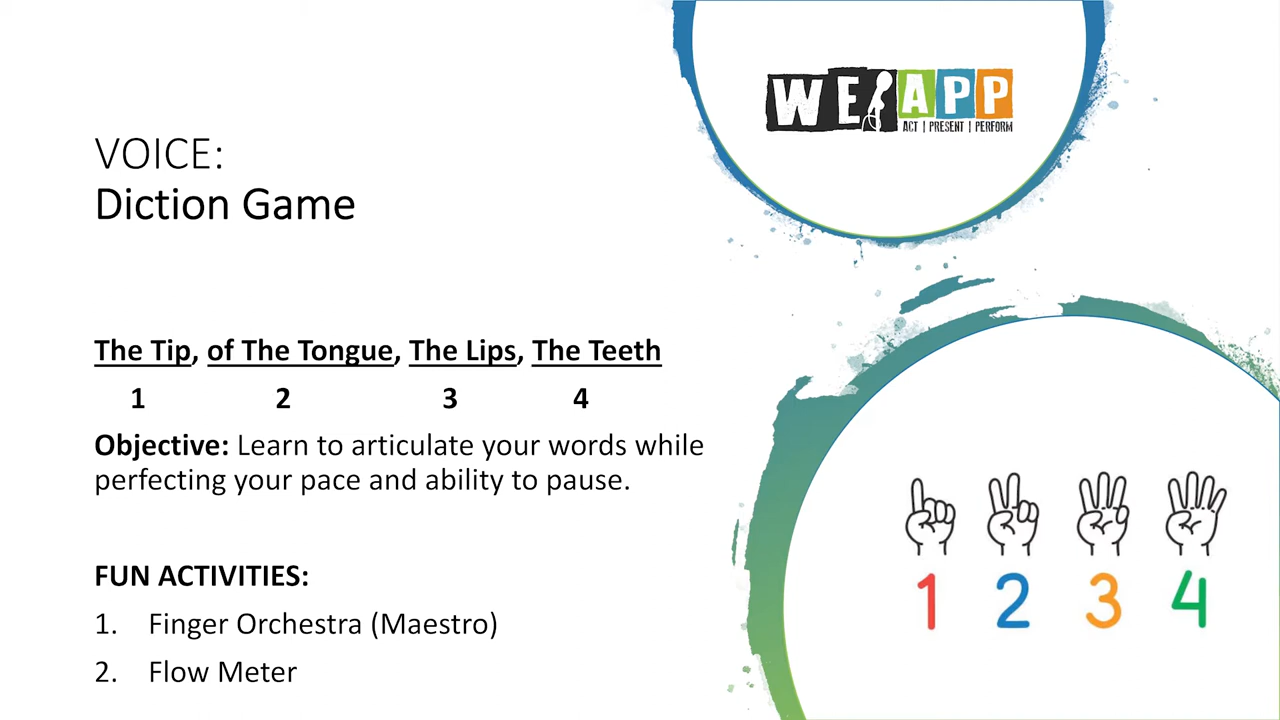 WE APP
ACT | PRESENT | PERFORM
VOICE:
Diction Game
The Tip, of The Tongue, The Lips, The Teeth
1 2 3 4
Objective: Learn to articulate your words while
perfecting your pace and ability to pause.
FUN ACTIVITIES:
1. Finger Orchestra (Maestro)
2. Flow Meter
1 2 3 4